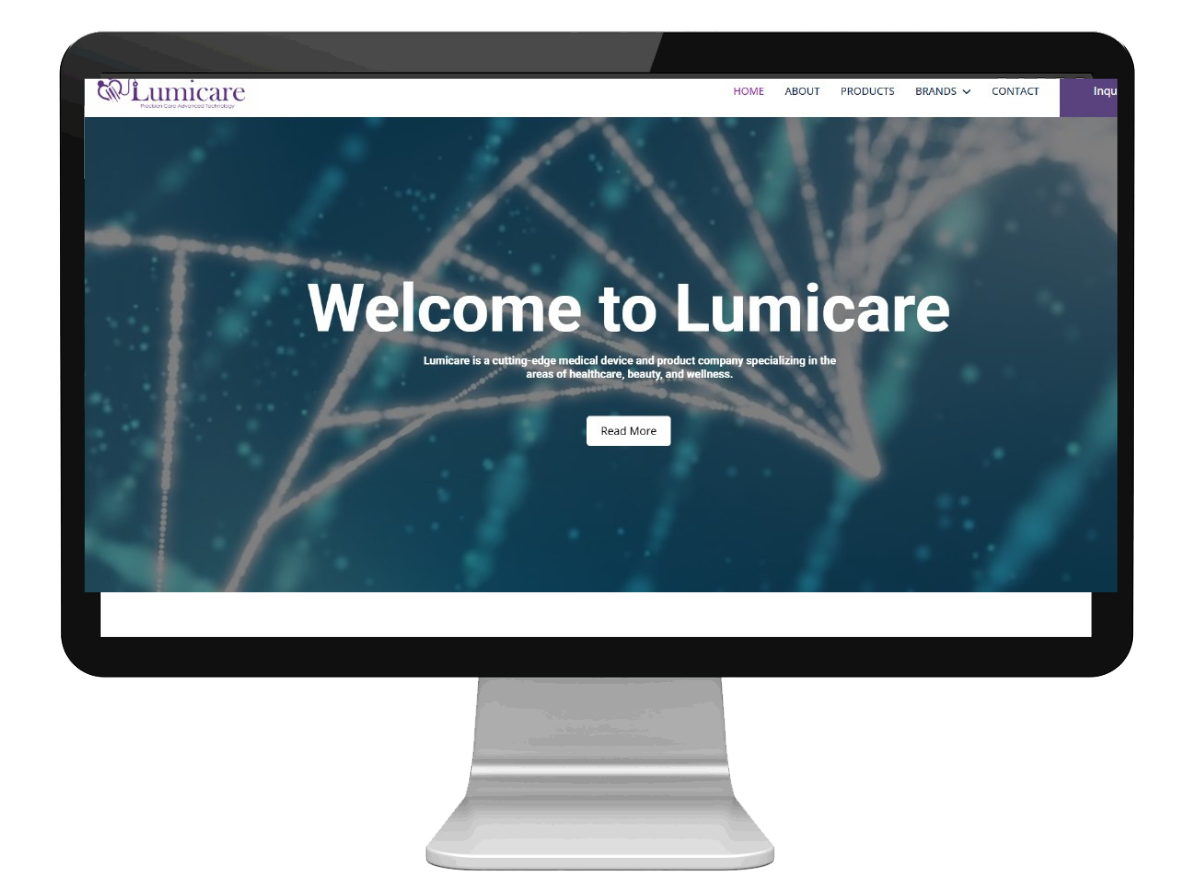 Lumicare
Precision Care Advanced Technology
HOME ABOUT PRODUCTS BRANDS CONTACT Inqu
Welcome to Lumicare
Lumicare is a cutting-edge medical device and product company specializing in the
areas of healthcare, beauty, and wellness.
Read More